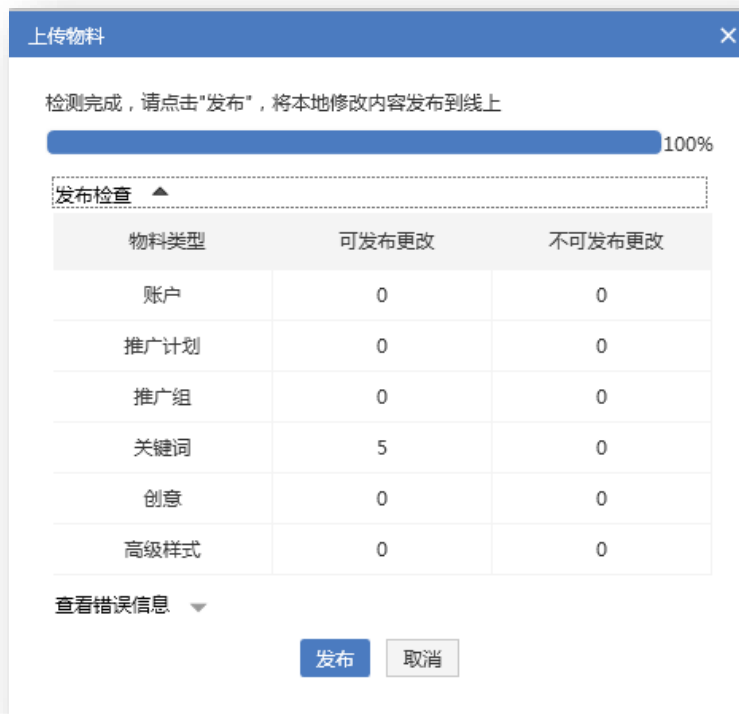 上传物料
检测完成，请点击"发布"，将本地修改内容发布到线上
100%
发布检查
物料类型 可发布更改 不可发布更改
账户 0 0
推广计划 0 0
推广组 0 0
关键词 5 0
创意 0 0
高级样式 0 0
查看错误信息
发布 取消